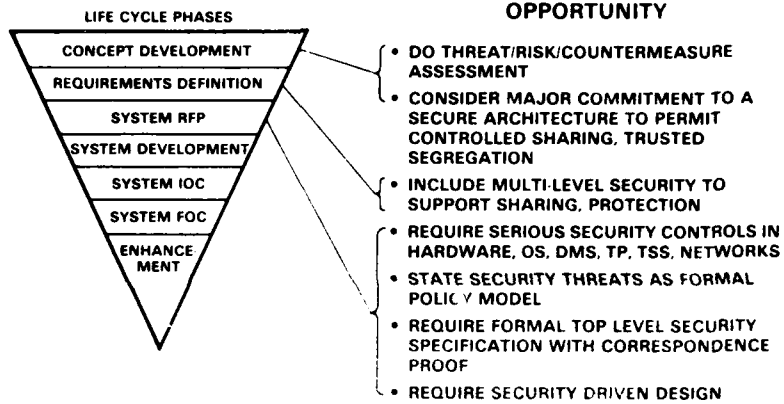 LIFE CYCLE PHASES
CONCEPT DEVELOPMENT
REQUIREMENTS DEFINITION
SYSTEM RFP
SYSTEM DEVELOPMENT
SYSTEM IOC
SYSTEM FOC
ENHANCE
MENT
OPPORTUNITY
• DO THREAT/RISK/COUNTERMEASURE
ASSESSMENT
• CONSIDER MAJOR COMMITMENT TO A
SECURE ARCHITECTURE TO PERMIT
CONTROLLED SHARING, TRUSTED
SEGREGATION
• INCLUDE MULTI-LEVEL SECURITY TO
SUPPORT SHARING, PROTECTION
• REQUIRE SERIOUS SECURITY CONTROLS IN
HARDWARE, OS, DMS, TP, TSS, NETWORKS
• STATE SECURITY THREATS AS FORMAL
POLICY MODEL
• REQUIRE FORMAL TOP LEVEL SECURITY
SPECIFICATION WITH CORRESPONDENCE
PROOF
• REQUIRE SECURITY DRIVEN DESIGN